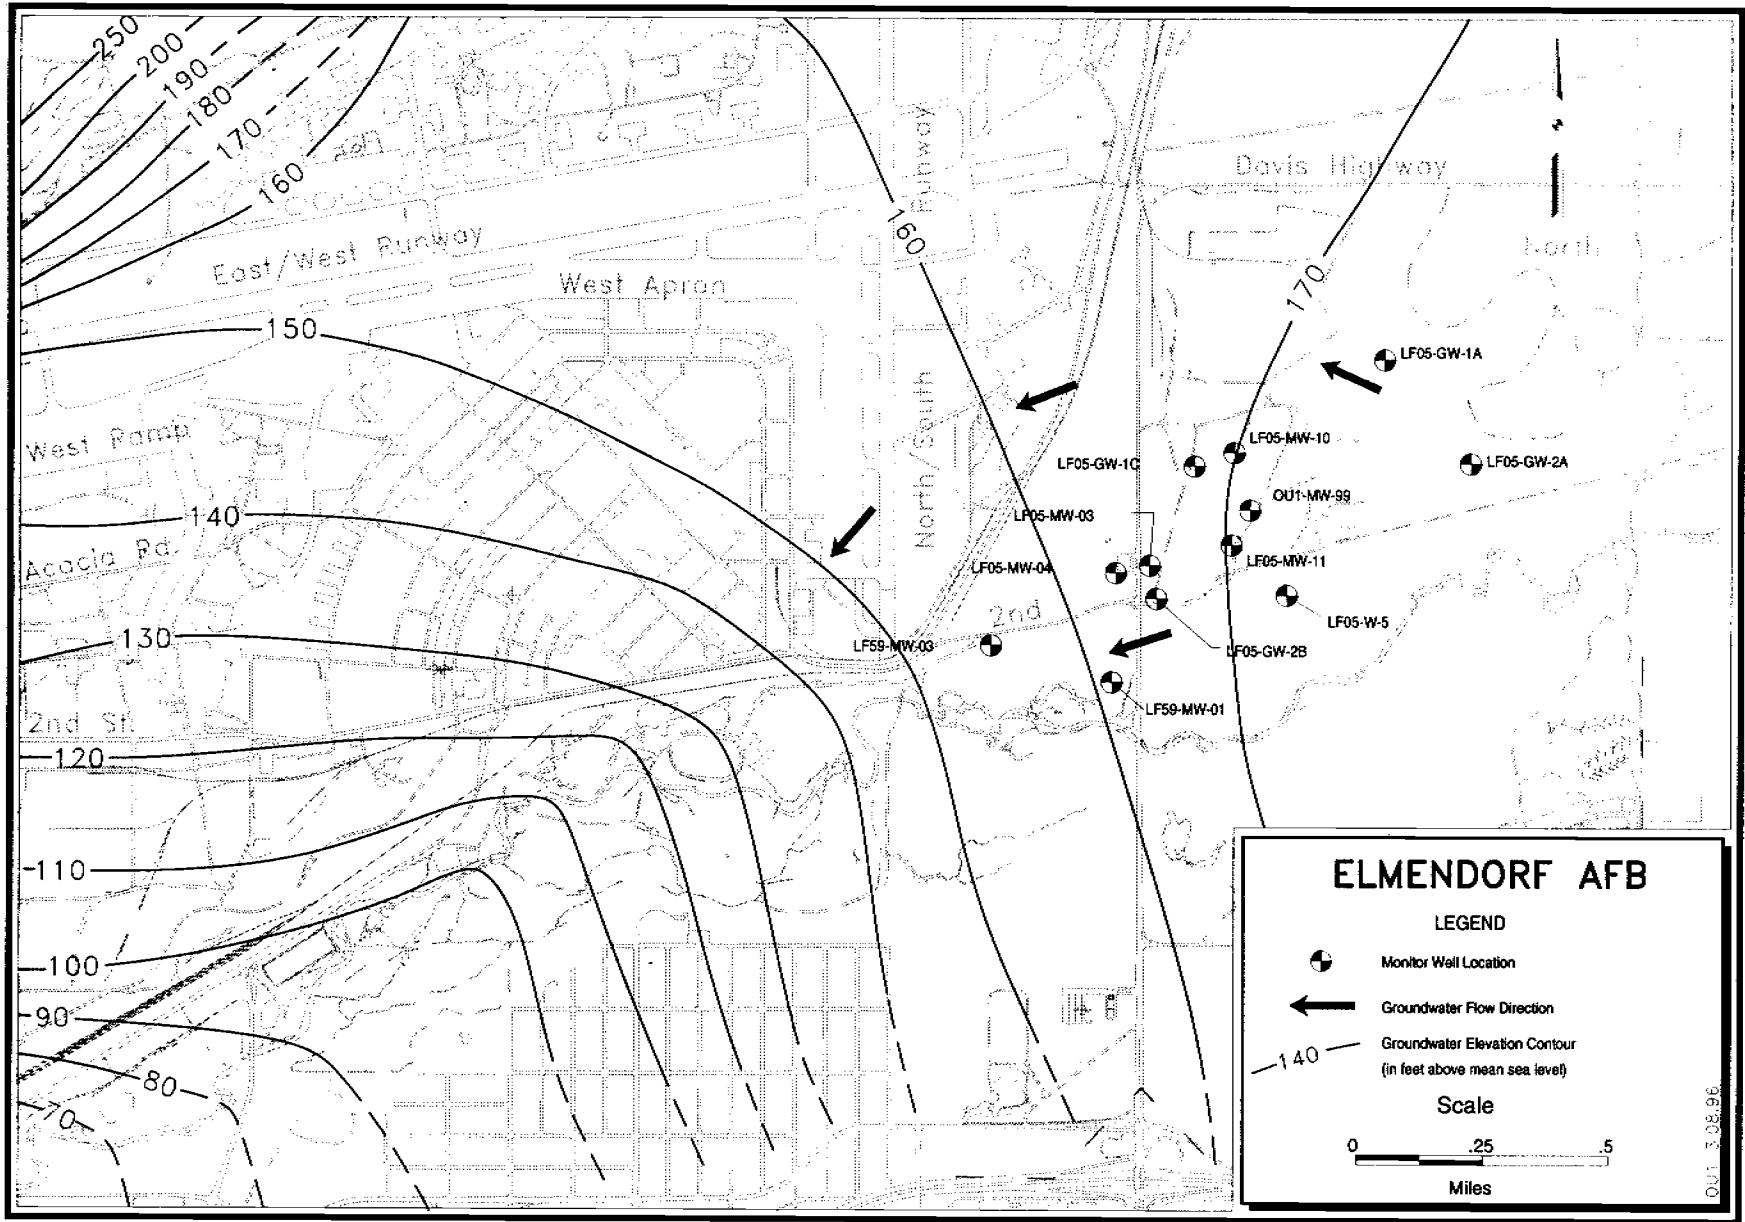 250
200
190
180
170
160
Runway
Davis Highway
North
East/West Runway
160
West Apron
170
150
LF05-GW-1A
West Ramp
North/South
LF05-MW-10
LF05-GW-1C
LF05-GW-2A
OU1-MW-99
140
LF05-MW-03
Acacia Rd
LF05-MW-11
LF05-MW-04
2nd
LF05-W-5
130
LF59-MW-03
LF05-GW-2B
LF59-MW-01
2nd St.
120
110
100
90
80
70
ELMENDORF AFB
LEGEND
Monitor Well Location
Groundwater Flow Direction
Groundwater Elevation Contour
140
(in feet above mean sea level)
Scale
0 .25 .5
Miles
OU1 3.08.96